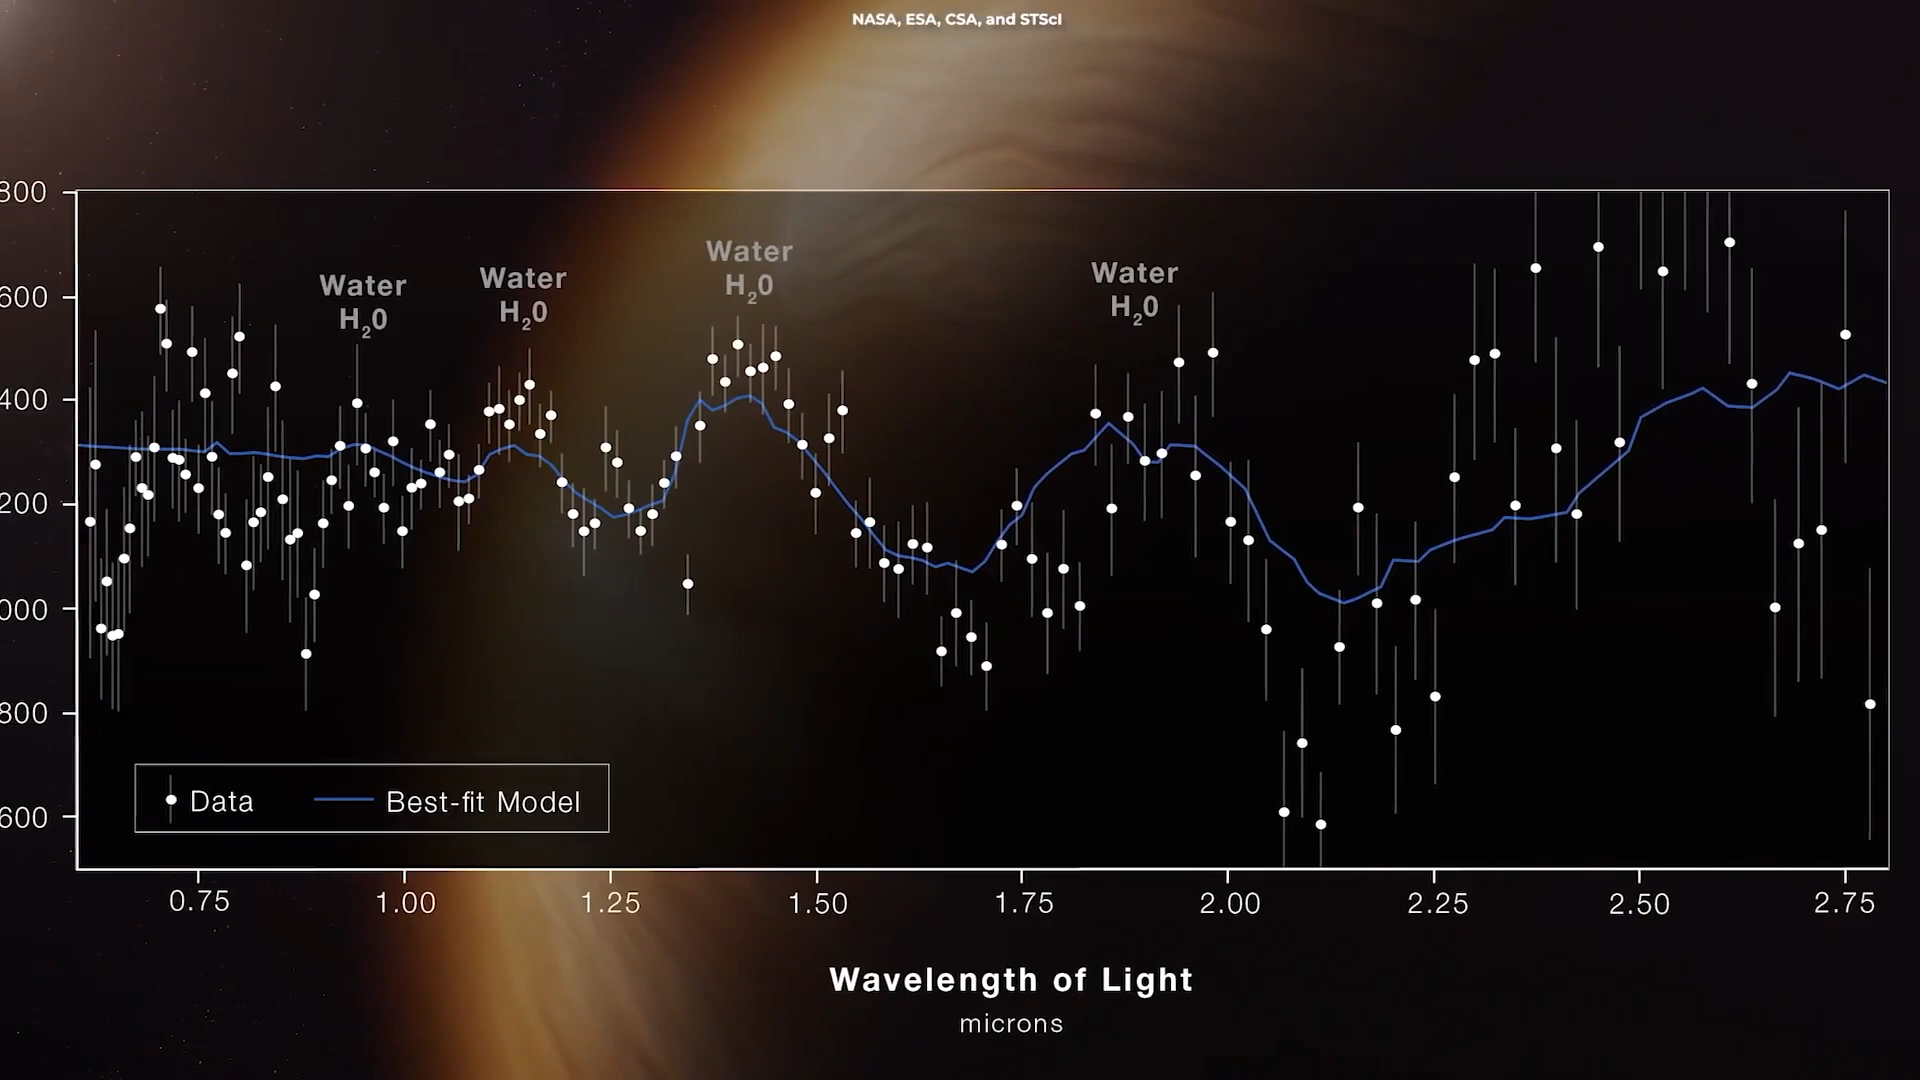 NASA, ESA, CSA, and STScI
800
600
400
200
000
800
600
Water
H₂0
Water
H₂0
Water
H₂0
Water
H₂0
Data
Best-fit Model
0.75
1.00
1.25
1.50
1.75
2.00
2.25
2.50
2.75
Wavelength of Light
microns